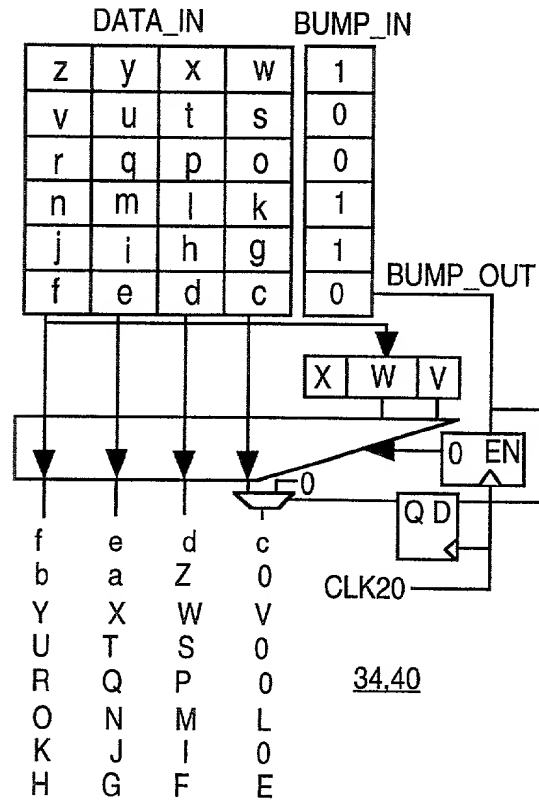 DATA_IN BUMP_IN
z y x w 1
v u t s 0
r q p o 0
n m l k 1
j i h g 1
f e d c 0
BUMP_OUT
X W V
0 EN
0
Q D
CLK20
f e d c
b a Z 0
Y X W V
U T S 0
R Q P 0
34,40
O N M L
K J I 0
H G F E